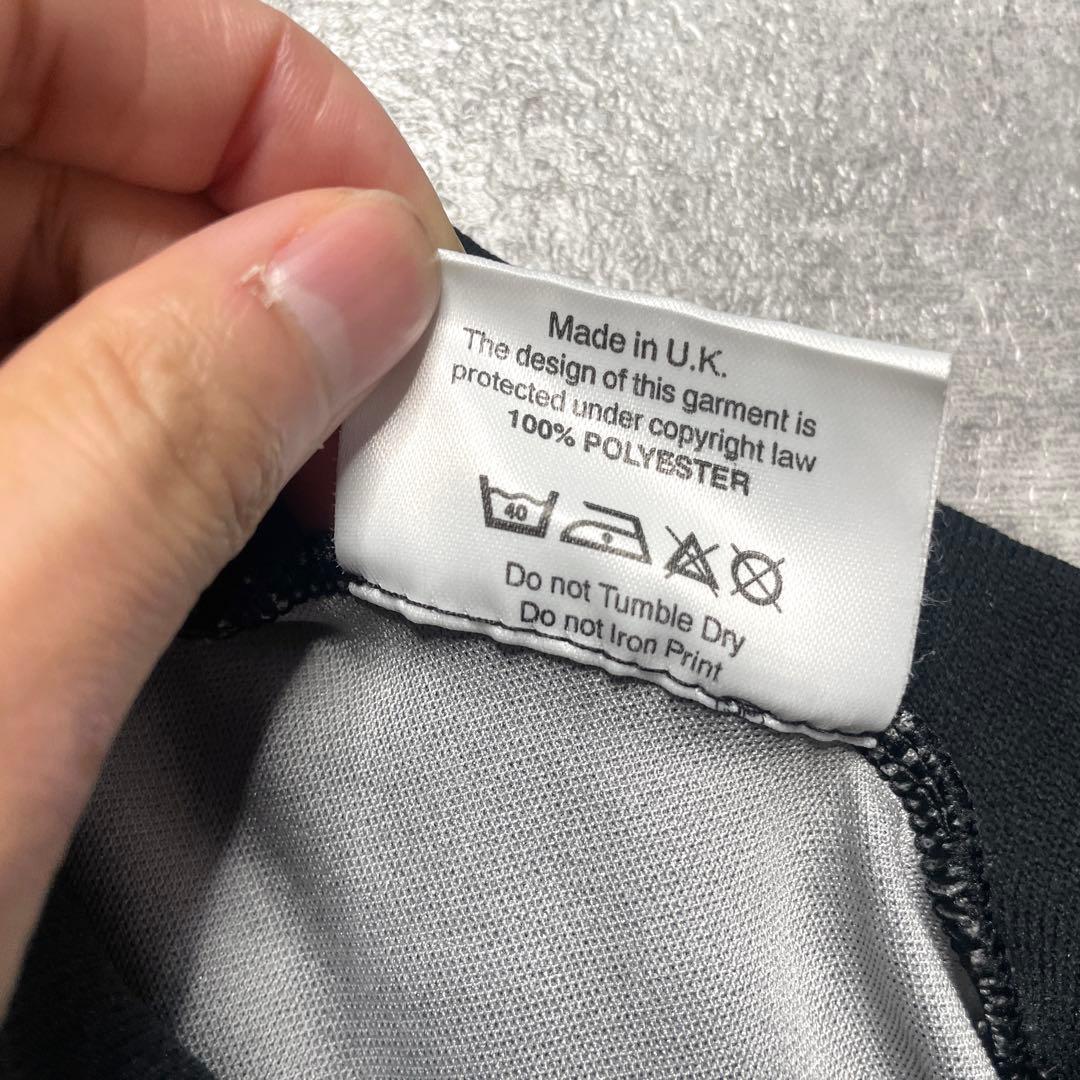 Made in U.K.
The design of this garment is
protected under copyright law
100% POLYESTER
40
Do not Tumble Dry
Do not Iron Print